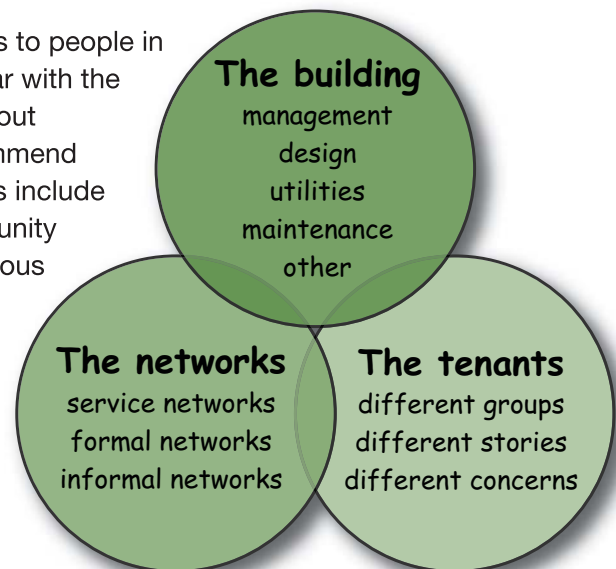 s to people in
ar with the
out
mmend
s include
unity
ous
The building
management
design
utilities
maintenance
other
The networks
service networks
formal networks
informal networks
The tenants
different groups
different stories
different concerns